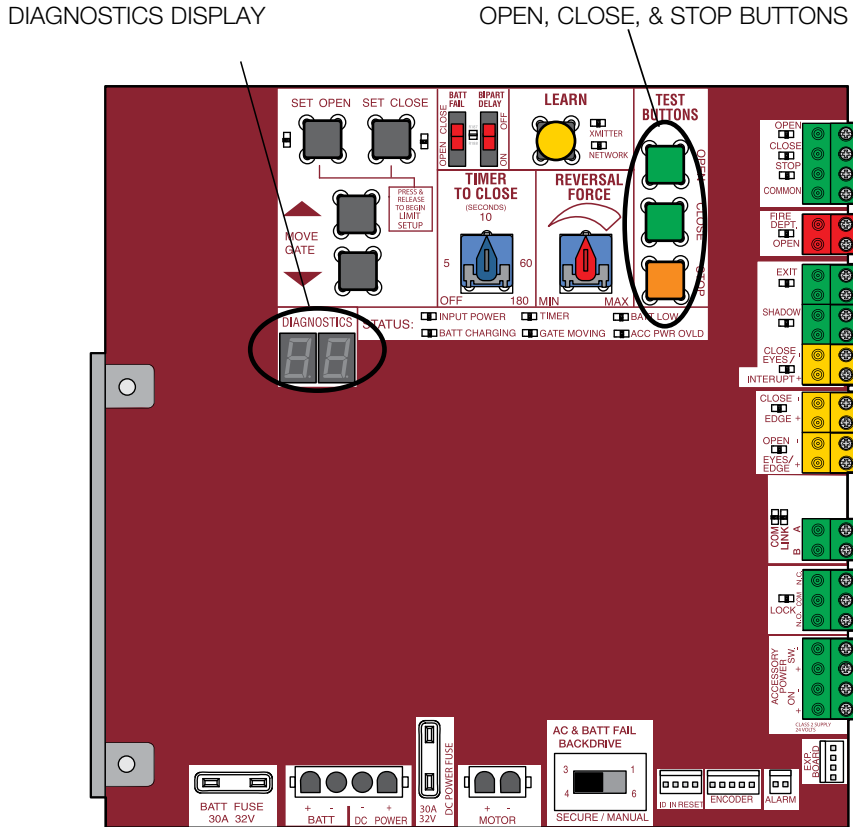 DIAGNOSTICS DISPLAY
OPEN, CLOSE, & STOP BUTTONS
SET OPEN SET CLOSE
BATT FAIL
BIPART DELAY
OPEN CLOSE
ON OFF
LEARN
XMITTER
NETWORK
TEST BUTTONS
OPEN
CLOSE
STOP
PRESS & RELEASE TO BEGIN LIMIT SETUP
MOVE GATE
TIMER TO CLOSE
(SECONDS)
10
5 60
OFF 180
REVERSAL FORCE
MIN MAX
DIAGNOSTICS
STATUS:
INPUT POWER TIMER BATT LOW
BATT CHARGING GATE MOVING ACC PWR OVLD
OPEN
CLOSE
STOP
COMMON
FIRE DEPT.
OPEN
EXIT
SHADOW
CLOSE EYES/ -
INTERUPT +
CLOSE -
EDGE +
OPEN -
EYES/
EDGE +
COM LINK
A
B
LOCK
N.C.
COM
N.O.
ACCESSORY POWER
SW.
ON
- + - +
CLASS 2 SUPPLY
24 VOLTS
EXP. BOARD
BATT FUSE
30A 32V
+ - - +
BATT DC POWER
DC POWER FUSE
30A
32V
+ -
MOTOR
AC & BATT FAIL
BACKDRIVE
3 1
4 6
SECURE / MANUAL
ID IN RESET
ENCODER
ALARM